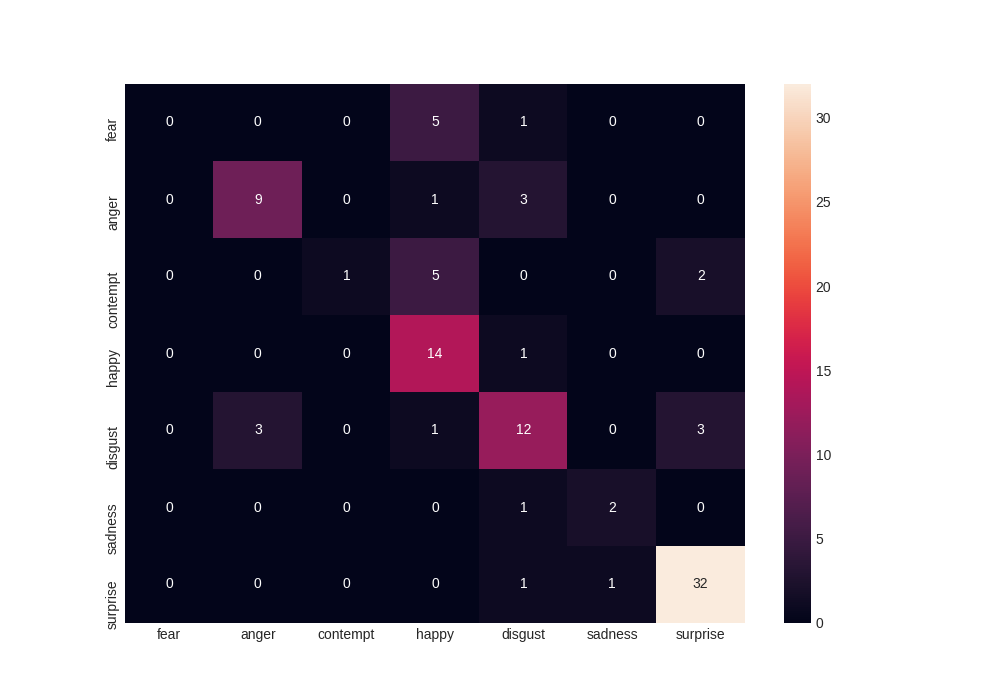 fear 0 0 0 5 1 0 0
anger 0 9 0 1 3 0 0
contempt 0 0 1 5 0 0 2
happy 0 0 0 14 1 0 0
disgust 0 3 0 1 12 0 3
sadness 0 0 0 0 1 2 0
surprise 0 0 0 0 1 1 32
fear anger contempt happy disgust sadness surprise
30
25
20
15
10
5
0